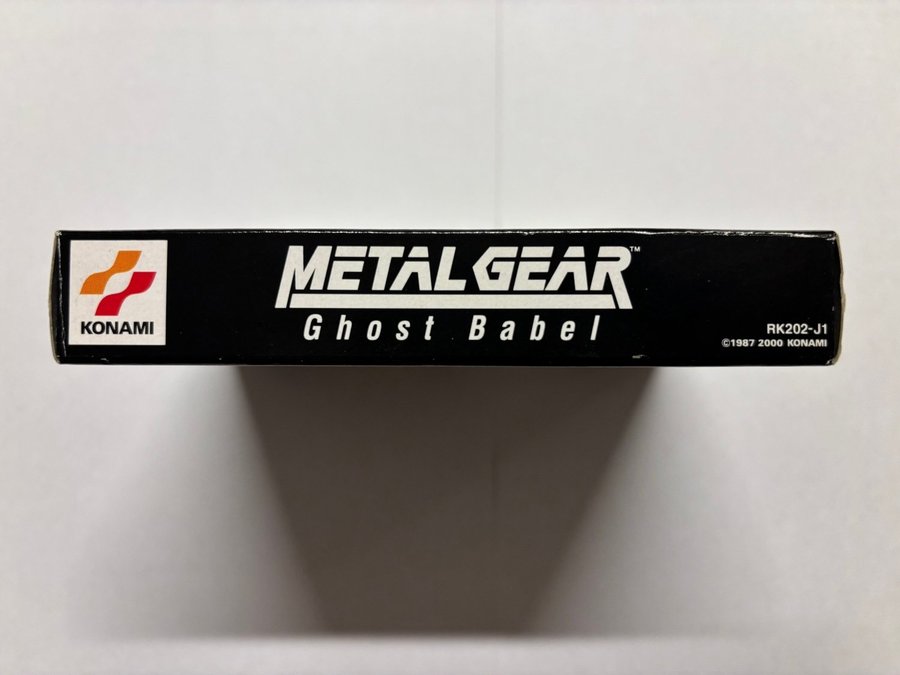 KONAMI
METAL GEAR™
Ghost Babel
RK202-J1
©1987 2000 KONAMI